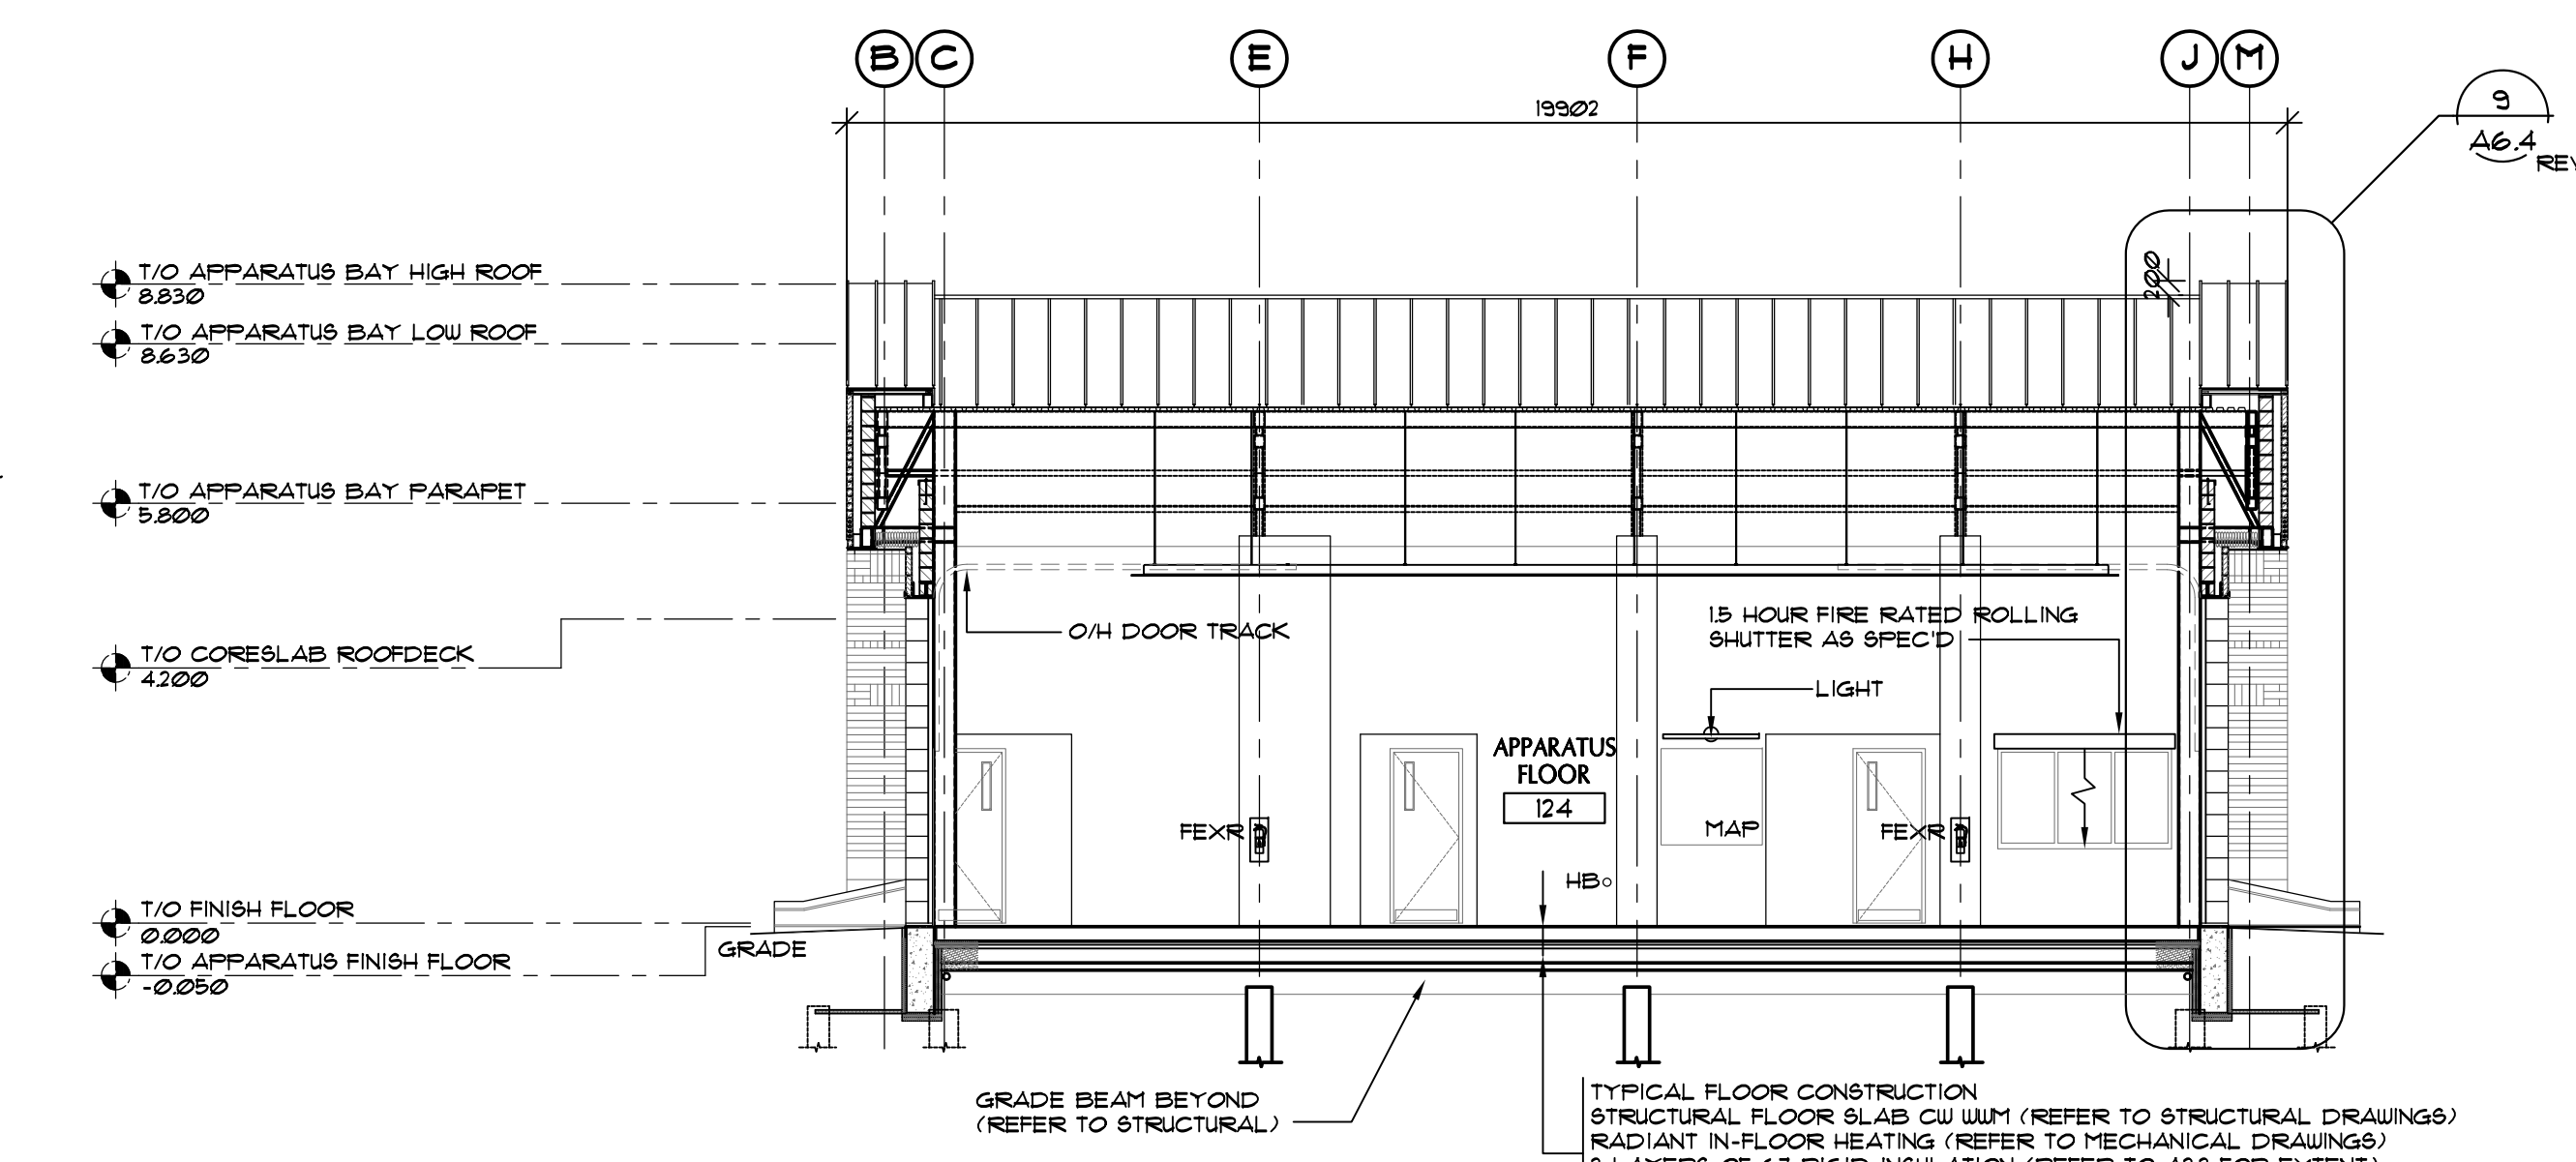 B C E F H J M
19902
9
A6.4
T/O APPARATUS BAY HIGH ROOF
8.830
200
T/O APPARATUS BAY LOW ROOF
8.630
T/O APPARATUS BAY PARAPET
5.800
1.5 HOUR FIRE RATED ROLLING
SHUTTER AS SPEC'D
O/H DOOR TRACK
T/O CORESLAB ROOFDECK
4.200
LIGHT
APPARATUS
FLOOR
124
FEXR
MAP
FEXR
HB
T/O FINISH FLOOR
0.000
GRADE
T/O APPARATUS FINISH FLOOR
-0.050
GRADE BEAM BEYOND
(REFER TO STRUCTURAL)
TYPICAL FLOOR CONSTRUCTION
STRUCTURAL FLOOR SLAB CW WWM (REFER TO STRUCTURAL DRAWINGS)
RADIANT IN-FLOOR HEATING (REFER TO MECHANICAL DRAWINGS)